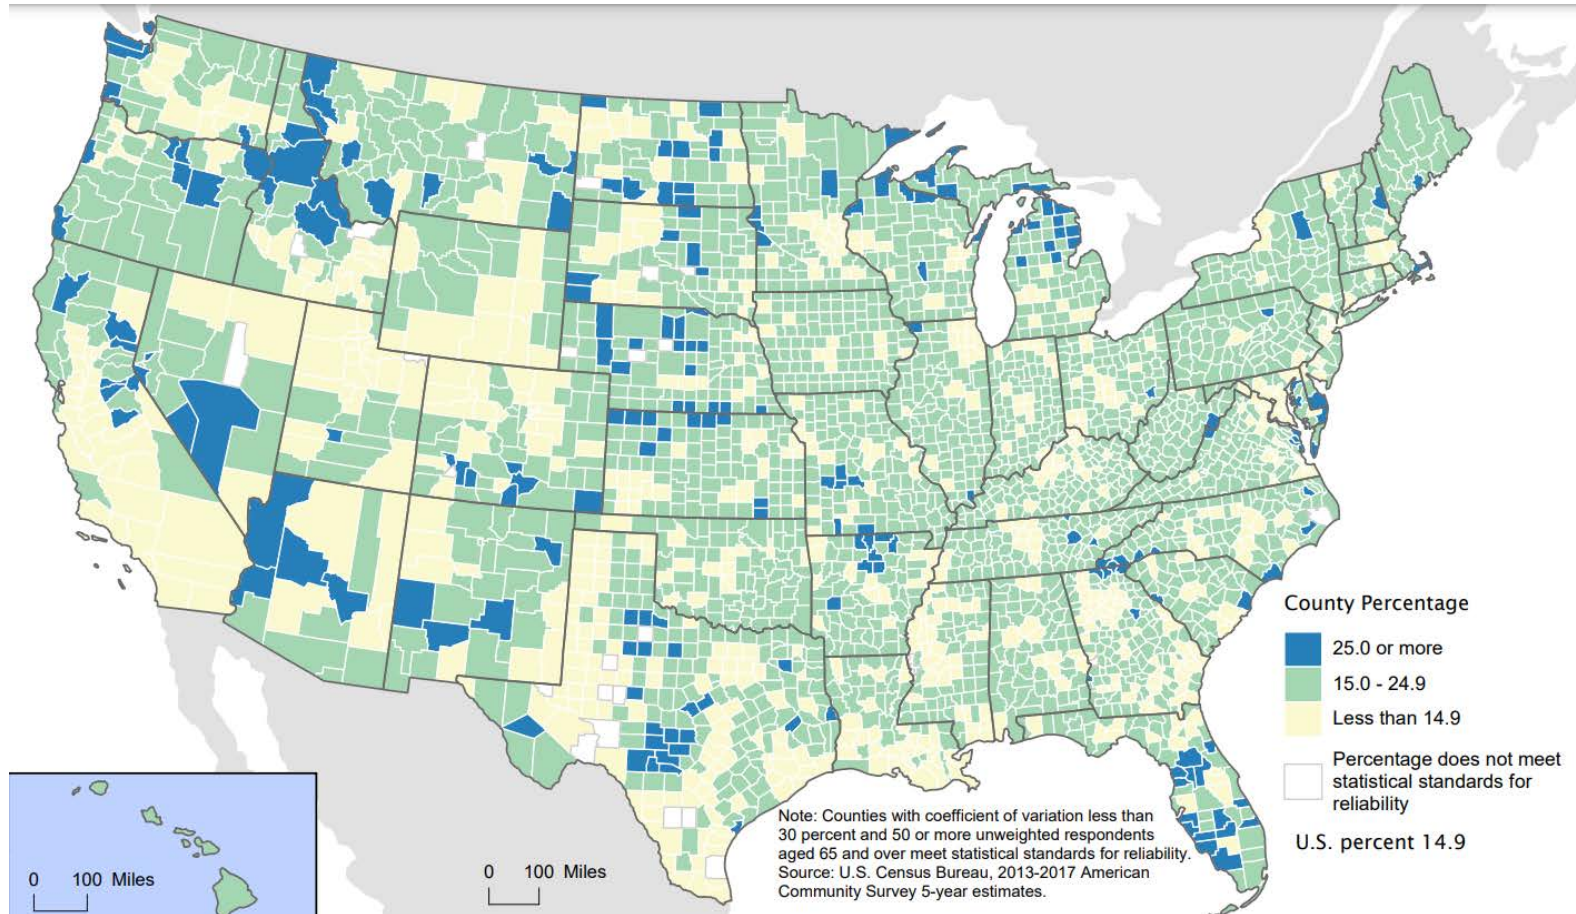 County Percentage
25.0 or more
15.0 - 24.9
Less than 14.9
Percentage does not meet
statistical standards for
reliability
U.S. percent 14.9
Note: Counties with coefficient of variation less than
30 percent and 50 or more unweighted respondents
aged 65 and over meet statistical standards for reliability.
Source: U.S. Census Bureau, 2013-2017 American
Community Survey 5-year estimates.
0 100 Miles
0 100 Miles